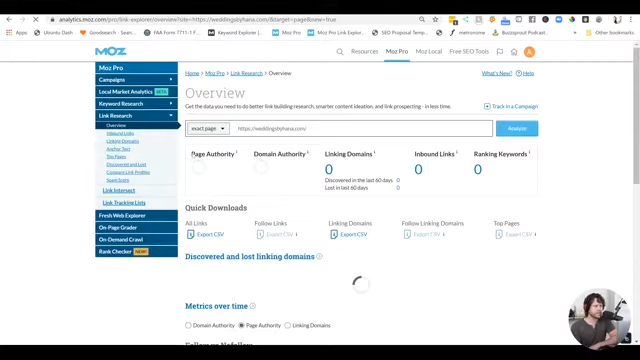 analytics.moz.com/pro/link-explorer/overview?site=https://weddingsbyhana.com/&target=page&new=true
Apps Ubuntu Dash Goodsearch – Searc... FAA Form 7711-1 Co... Keyword Explorer | ... Moz Pro Moz Pro Link Explor... SEO Proposal Temp... metronome Buzzsprout Podcast...
MOZ
Resources Moz Pro Moz Local Free SEO Tools
Moz Pro
Campaigns
Local Market Analytics BETA
Keyword Research
Link Research
Overview
Inbound Links
Linking Domains
Anchor Text
Top Pages
Discovered and Lost
Compare Link Profiles
Spam Score
Link Intersect
Link Tracking Lists
Fresh Web Explorer
On-Page Grader
On-Demand Crawl
Rank Checker NEW!
Home > Moz Pro > Link Research > Overview
What's New? Help
Overview
Get the data you need to do better link building research, smarter content ideation, and link prospecting - in less time.
Track in a Campaign
exact page https://weddingsbyhana.com/ Analyze
Page Authority Domain Authority Linking Domains Inbound Links Ranking Keywords
0 0 0
Discovered in the last 60 days 0
Lost in last 60 days 0
Quick Downloads
All Links Follow Links Linking Domains Follow Linking Domains Top Pages
Export CSV Export CSV Export CSV Export CSV Export CSV
Discovered and lost linking domains
Metrics over time
Domain Authority Page Authority Linking Domains
Follow vs Nofollow